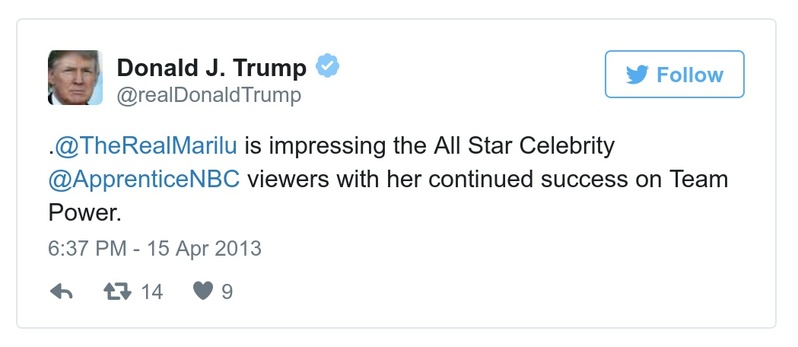 Donald J. Trump
@realDonaldTrump
Follow
.@TheRealMarilu is impressing the All Star Celebrity
@ApprenticeNBC viewers with her continued success on Team
Power.
6:37 PM - 15 Apr 2013
14 9